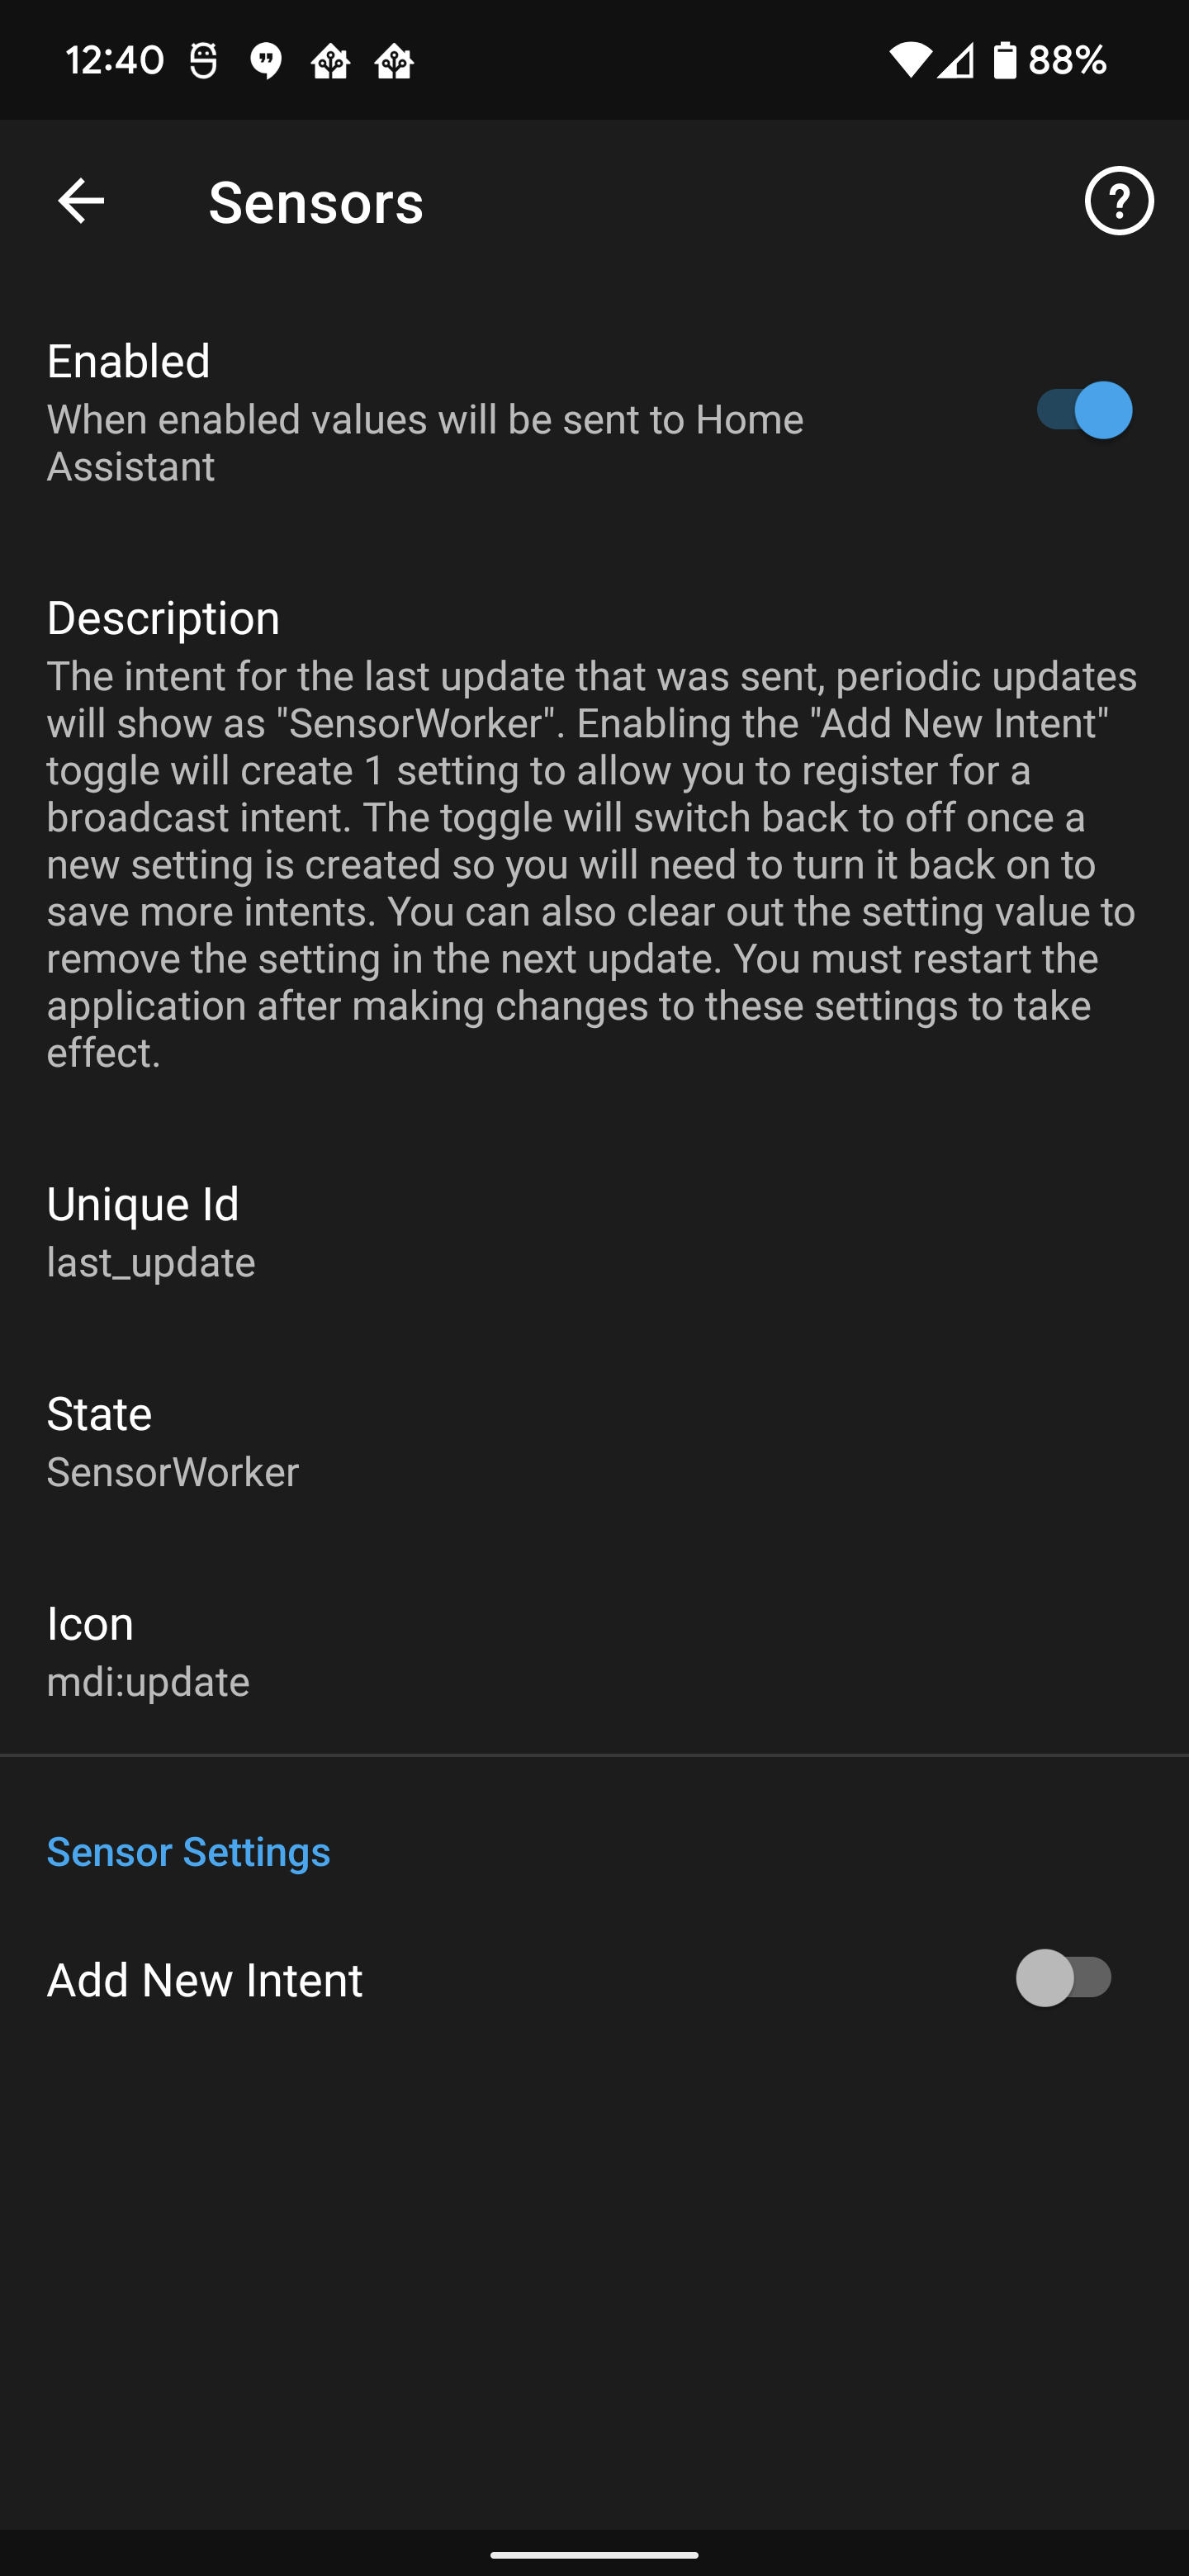 12:40
88%
Sensors
Enabled
When enabled values will be sent to Home
Assistant
Description
The intent for the last update that was sent, periodic updates
will show as "SensorWorker". Enabling the "Add New Intent"
toggle will create 1 setting to allow you to register for a
broadcast intent. The toggle will switch back to off once a
new setting is created so you will need to turn it back on to
save more intents. You can also clear out the setting value to
remove the setting in the next update. You must restart the
application after making changes to these settings to take
effect.
Unique Id
last_update
State
SensorWorker
Icon
mdi:update
Sensor Settings
Add New Intent